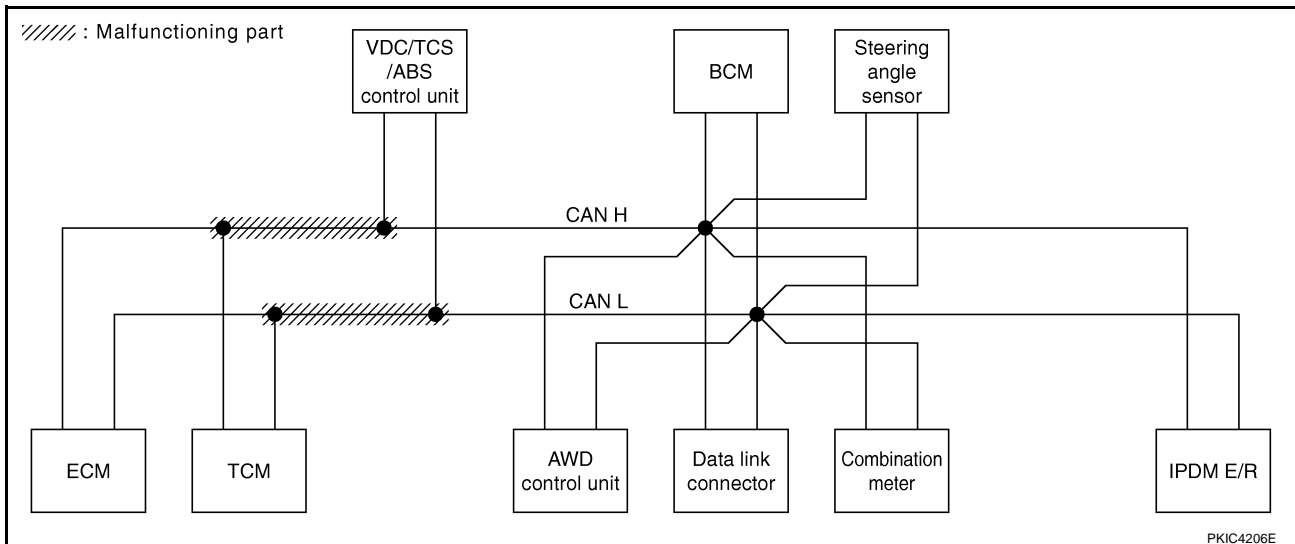 : Malfunctioning part
VDC/TCS
/ABS
control unit
BCM
Steering
angle
sensor
CAN H
CAN L
ECM
TCM
AWD
control unit
Data link
connector
Combination
meter
IPDM E/R
PKIC4206E